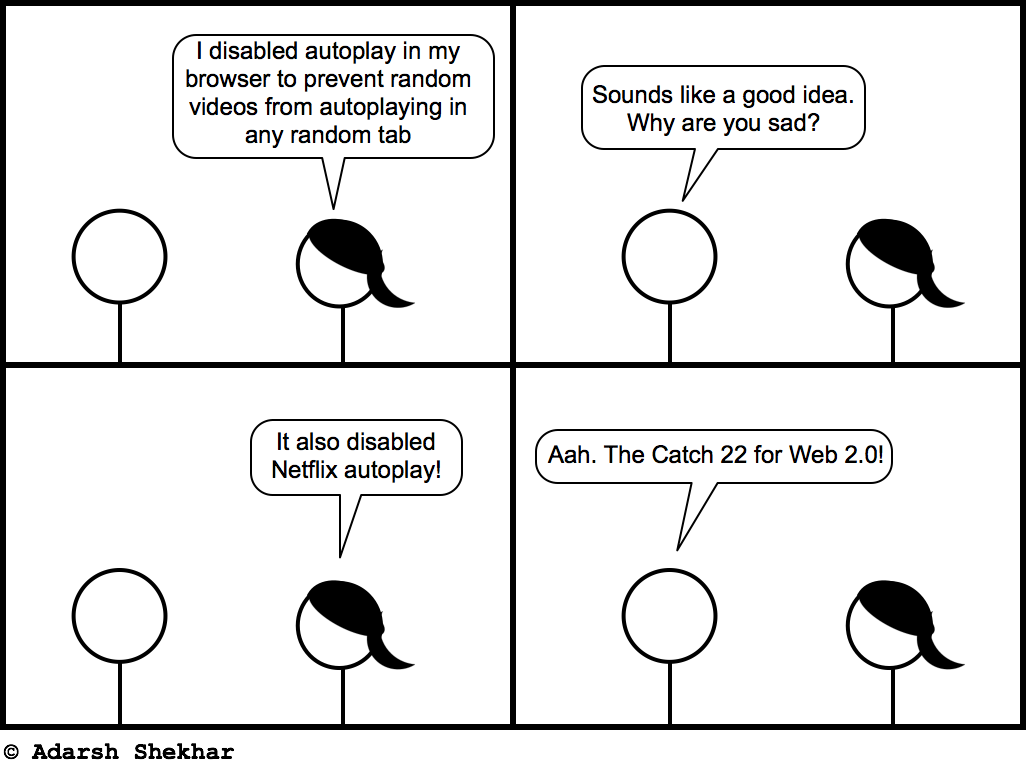 I disabled autoplay in my
browser to prevent random
videos from autoplaying in
any random tab
Sounds like a good idea.
Why are you sad?
It also disabled
Netflix autoplay!
Aah. The Catch 22 for Web 2.0!
© Adarsh Shekhar